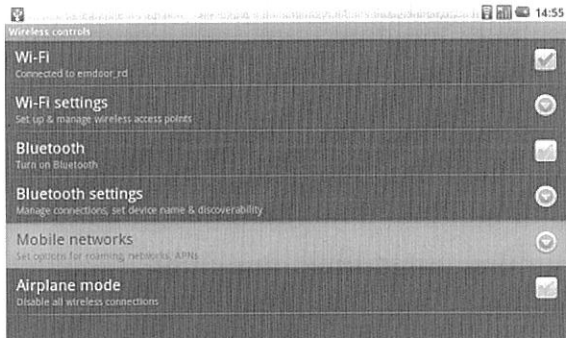 14:55
Wireless controls
Wi-Fi
Connected to emdoor_rd
Wi-Fi settings
Set up & manage wireless access points
Bluetooth
Turn on Bluetooth
Bluetooth settings
Manage connections, set device name & discoverability
Mobile networks
Set options for roaming, networks, APNs
Airplane mode
Disable all wireless connections